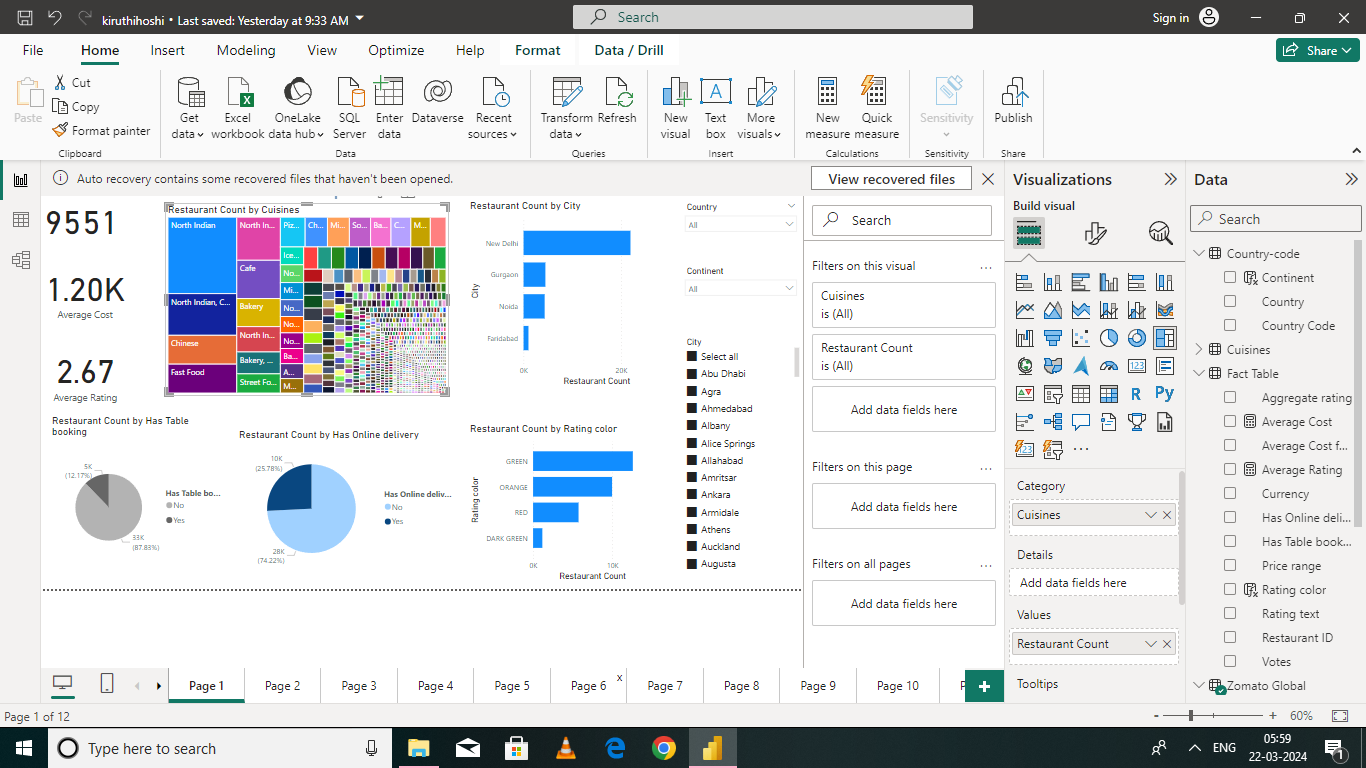 kiruthihoshi • Last saved: Yesterday at 9:33 AM
Search
Sign in
File Home Insert Modeling View Optimize Help Format Data / Drill
Share
Paste
Cut
Copy
Format painter
Clipboard
Get data
Excel workbook
OneLake data hub
SQL Server
Enter data
Dataverse
Recent sources
Data
Transform data
Refresh
Queries
New visual
Text box
More visuals
Insert
New measure
Quick measure
Calculations
Sensitivity
Sensitivity
Publish
Share
Auto recovery contains some recovered files that haven't been opened.
View recovered files
9551
1.20K
Average Cost
2.67
Average Rating
Restaurant Count by Cuisines
North Indian
North Indian, C...
Chinese
Fast Food
North In...
Cafe
Bakery
North In...
Bakery, ...
Street Fo...
Piz...
Ice...
No...
Mi...
No...
No...
No...
Ba...
A...
M...
Ch...
Mi...
So...
Ba...
C...
M...
Restaurant Count by City
City
New Delhi
Gurgaon
Noida
Faridabad
0K 20K
Restaurant Count
Country
All
Continent
All
City
Select all
Abu Dhabi
Agra
Ahmedabad
Albany
Alice Springs
Allahabad
Amritsar
Ankara
Armidale
Athens
Auckland
Augusta
Restaurant Count by Has Table
booking
5K
(12.17%)
33K
(87.83%)
Has Table bo...
No
Yes
Restaurant Count by Has Online delivery
10K
(25.78%)
28K
(74.22%)
Has Online deliv...
No
Yes
Restaurant Count by Rating color
Rating color
GREEN
ORANGE
RED
DARK GREEN
0K 10K
Restaurant Count
Search
Filters on this visual
...
Cuisines
is (All)
Restaurant Count
is (All)
Add data fields here
Filters on this page
...
Add data fields here
Filters on all pages
...
Add data fields here
Visualizations
Build visual
123
R
Py
123
...
Category
Cuisines
Details
Add data fields here
Values
Restaurant Count
Tooltips
Data
Search
Country-code
Continent
Country
Country Code
Cuisines
Fact Table
Aggregate rating
Average Cost
Average Cost f...
Average Rating
Currency
Has Online deli...
Has Table book...
Price range
Rating color
Rating text
Restaurant ID
Votes
Zomato Global
Page 1 Page 2 Page 3 Page 4 Page 5 Page 6 x Page 7 Page 8 Page 9 Page 10
+
Page 1 of 12
- + 60%
Type here to search
ENG
05:59
22-03-2024
1